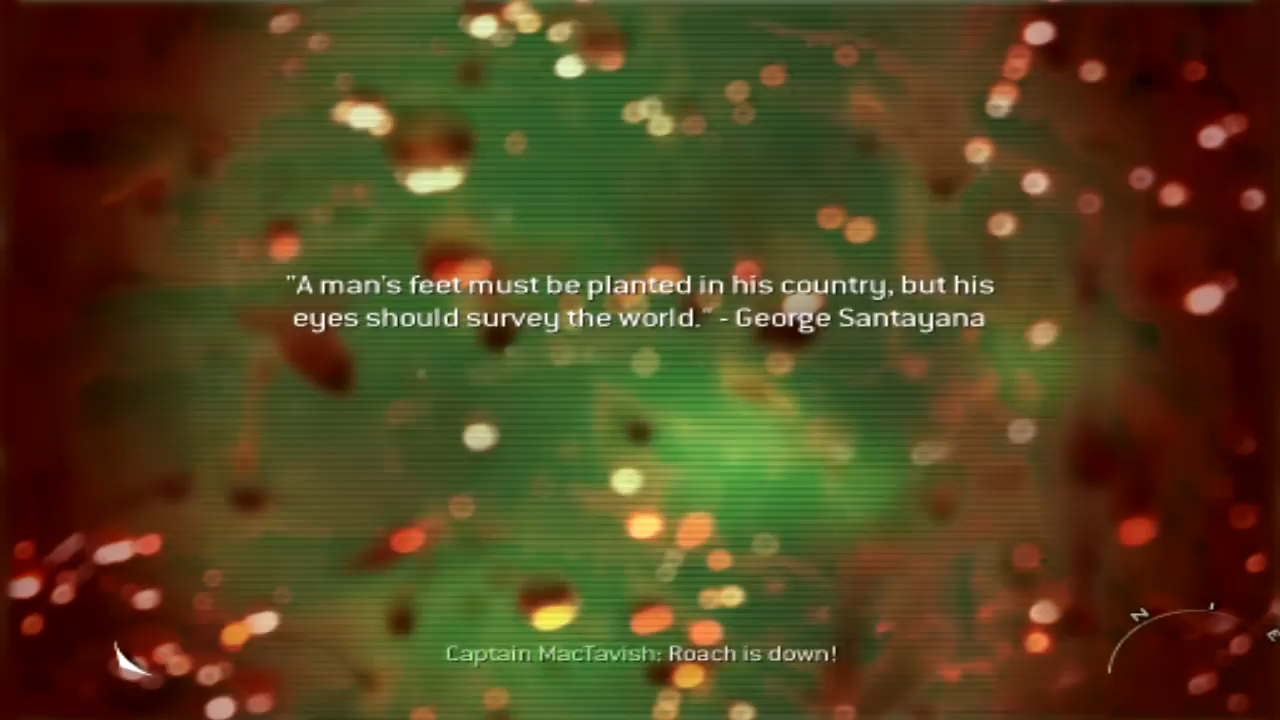 "A man's feet must be planted in his country, but his
eyes should survey the world." - George Santayana
Captain MacTavish: Roach is down!
N
E